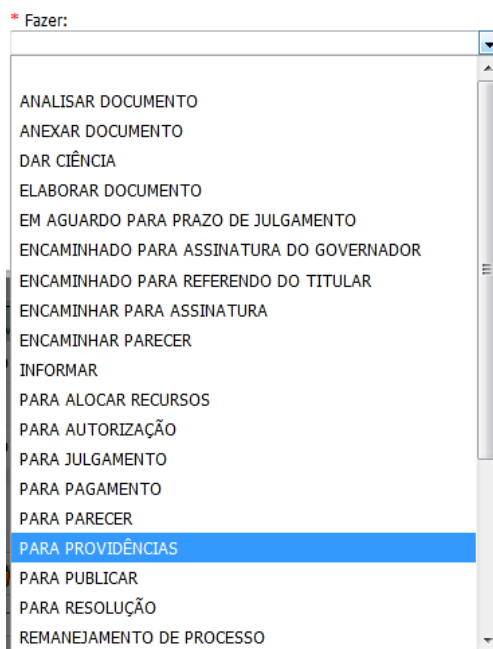 * Fazer:
ANALISAR DOCUMENTO
ANEXAR DOCUMENTO
DAR CIÊNCIA
ELABORAR DOCUMENTO
EM AGUARDO PARA PRAZO DE JULGAMENTO
ENCAMINHADO PARA ASSINATURA DO GOVERNADOR
ENCAMINHADO PARA REFERENDO DO TITULAR
ENCAMINHAR PARA ASSINATURA
ENCAMINHAR PARECER
INFORMAR
PARA ALOCAR RECURSOS
PARA AUTORIZAÇÃO
PARA JULGAMENTO
PARA PAGAMENTO
PARA PARECER
PARA PROVIDÊNCIAS
PARA PUBLICAR
PARA RESOLUÇÃO
REMANEJAMENTO DE PROCESSO